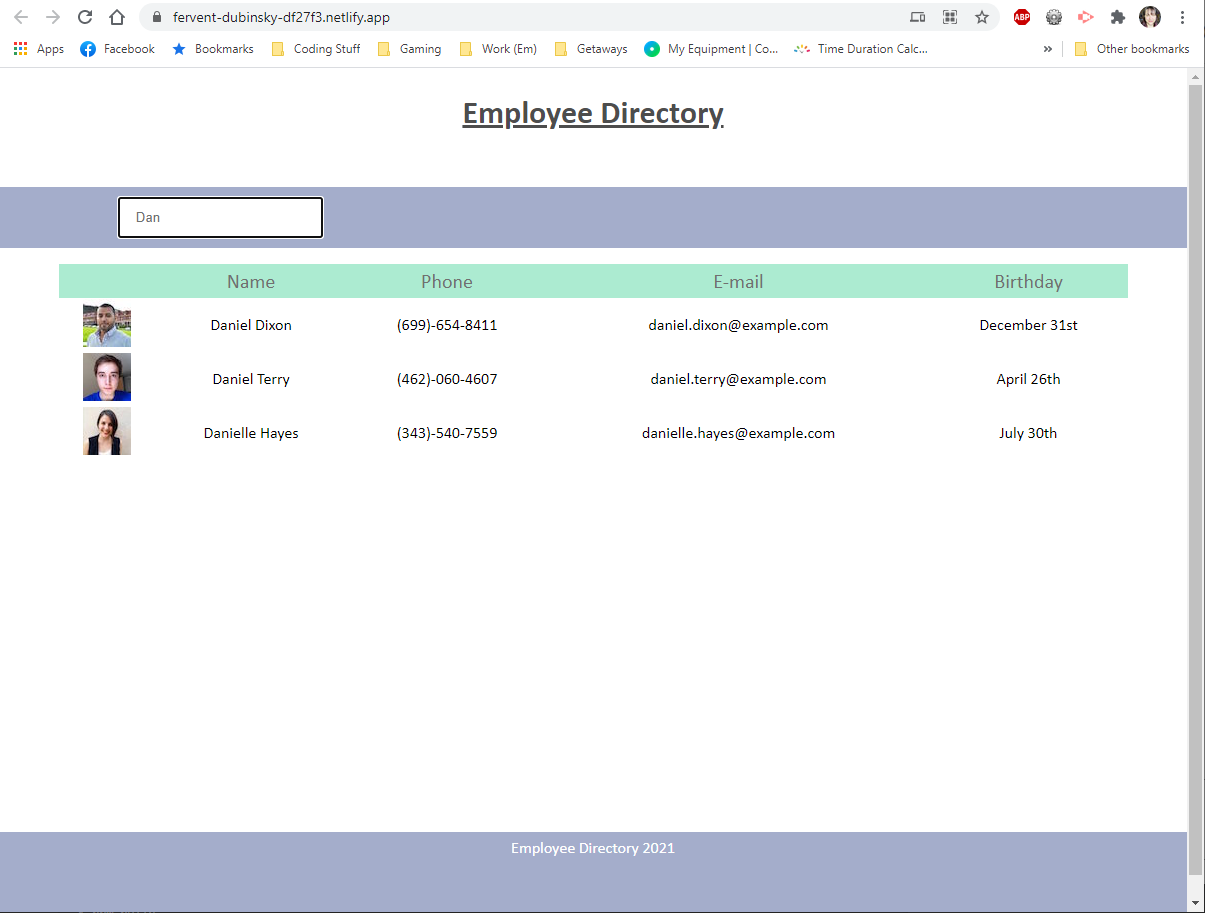 fervent-dubinsky-df27f3.netlify.app
ABP
Apps Facebook Bookmarks Coding Stuff Gaming Work (Em) Getaways My Equipment | Co... Time Duration Calc... » Other bookmarks
Employee Directory
Dan
Name Phone E-mail Birthday
Daniel Dixon (699)-654-8411 daniel.dixon@example.com December 31st
Daniel Terry (462)-060-4607 daniel.terry@example.com April 26th
Danielle Hayes (343)-540-7559 danielle.hayes@example.com July 30th
Employee Directory 2021